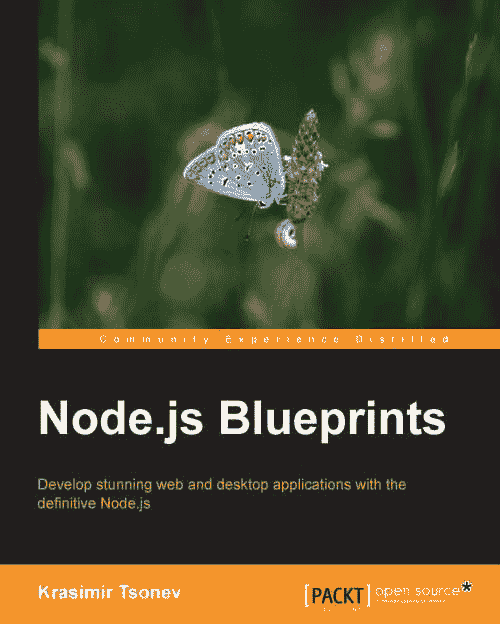 Community Experience Distilled
Node.js Blueprints
Develop stunning web and desktop applications with the
definitive Node.js
Krasimir Tsonev
[PACKT] open source*